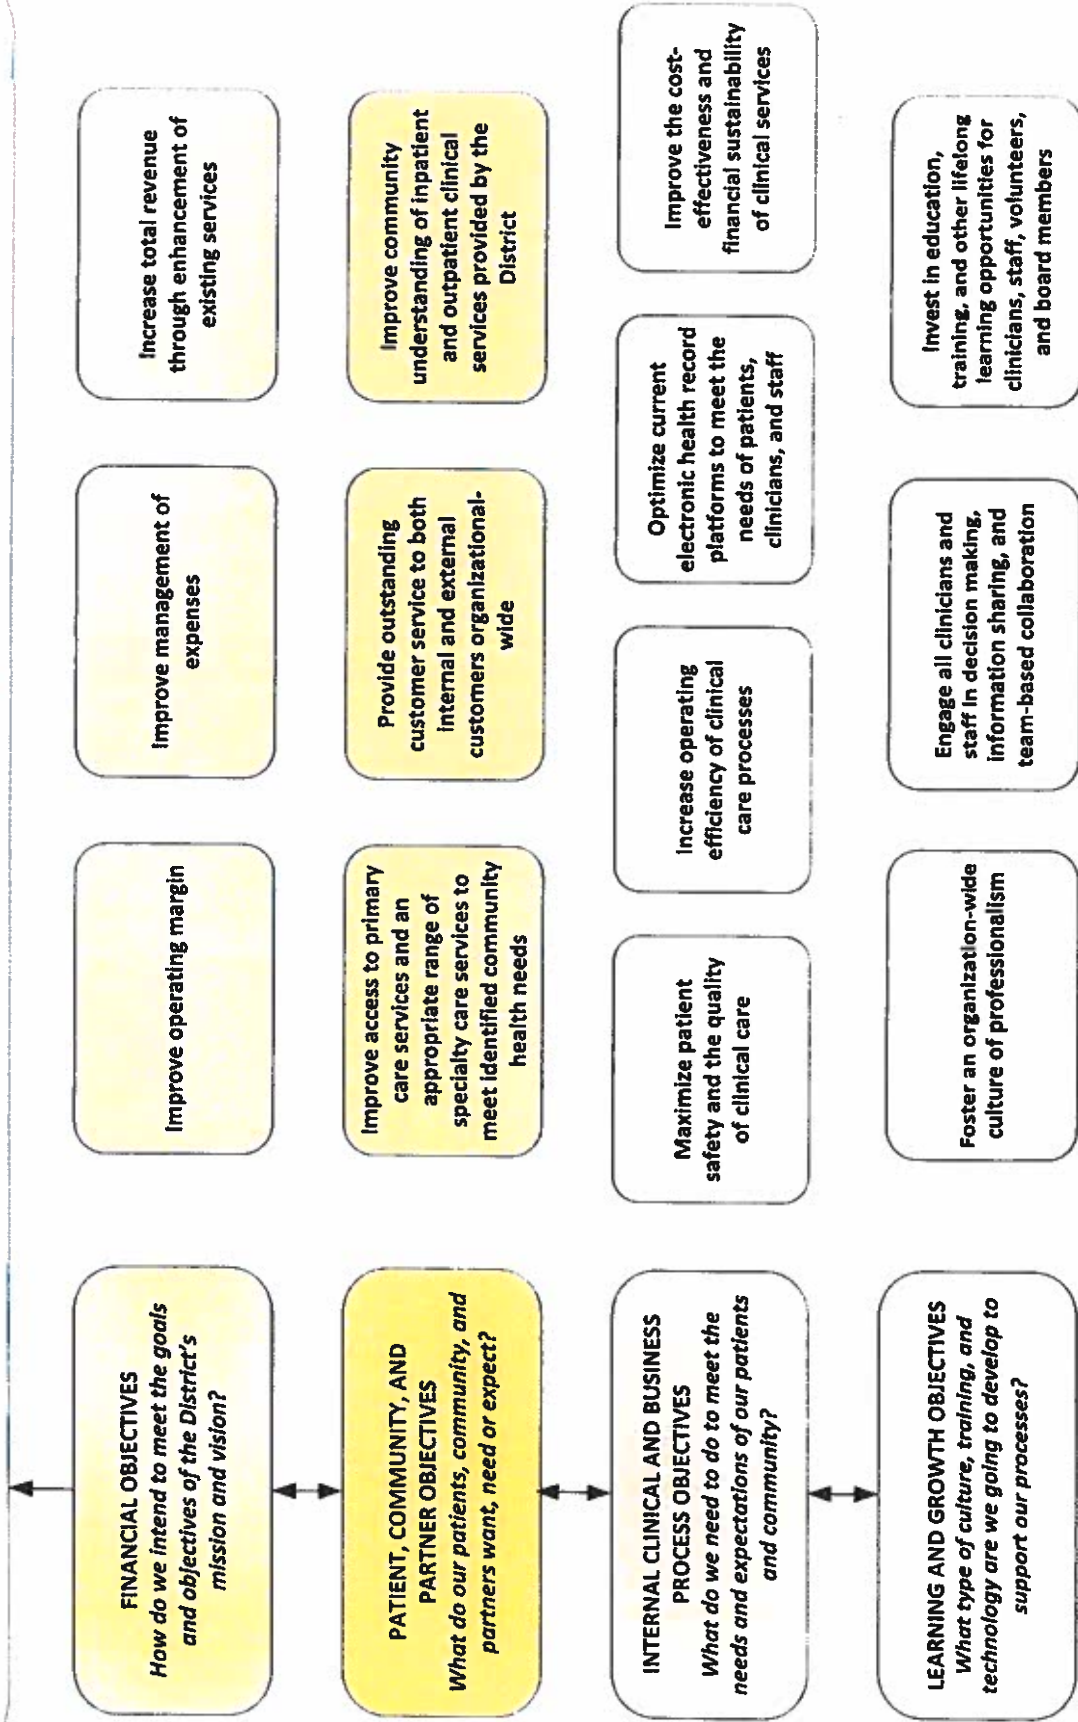 FINANCIAL OBJECTIVES
How do we intend to meet the goals
and objectives of the District's
mission and vision?
Improve operating margin
Improve management of
expenses
Increase total revenue
through enhancement of
existing services
PATIENT, COMMUNITY, AND
PARTNER OBJECTIVES
What do our patients, community, and
partners want, need or expect?
Improve access to primary
care services and an
appropriate range of
specialty care services to
meet identified community
health needs
Provide outstanding
customer service to both
internal and external
customers organizational-
wide
Improve community
understanding of inpatient
and outpatient clinical
services provided by the
District
INTERNAL CLINICAL AND BUSINESS
PROCESS OBJECTIVES
What do we need to do to meet the
needs and expectations of our patients
and community?
Maximize patient
safety and the quality
of clinical care
Increase operating
efficiency of clinical
care processes
Optimize current
electronic health record
platforms to meet the
needs of patients,
clinicians, and staff
Improve the cost-
effectiveness and
financial sustainability
of clinical services
LEARNING AND GROWTH OBJECTIVES
What type of culture, training, and
technology are we going to develop to
support our processes?
Foster an organization-wide
culture of professionalism
Engage all clinicians and
staff in decision making,
information sharing, and
team-based collaboration
Invest in education,
training, and other lifelong
learning opportunities for
clinicians, staff, volunteers,
and board members